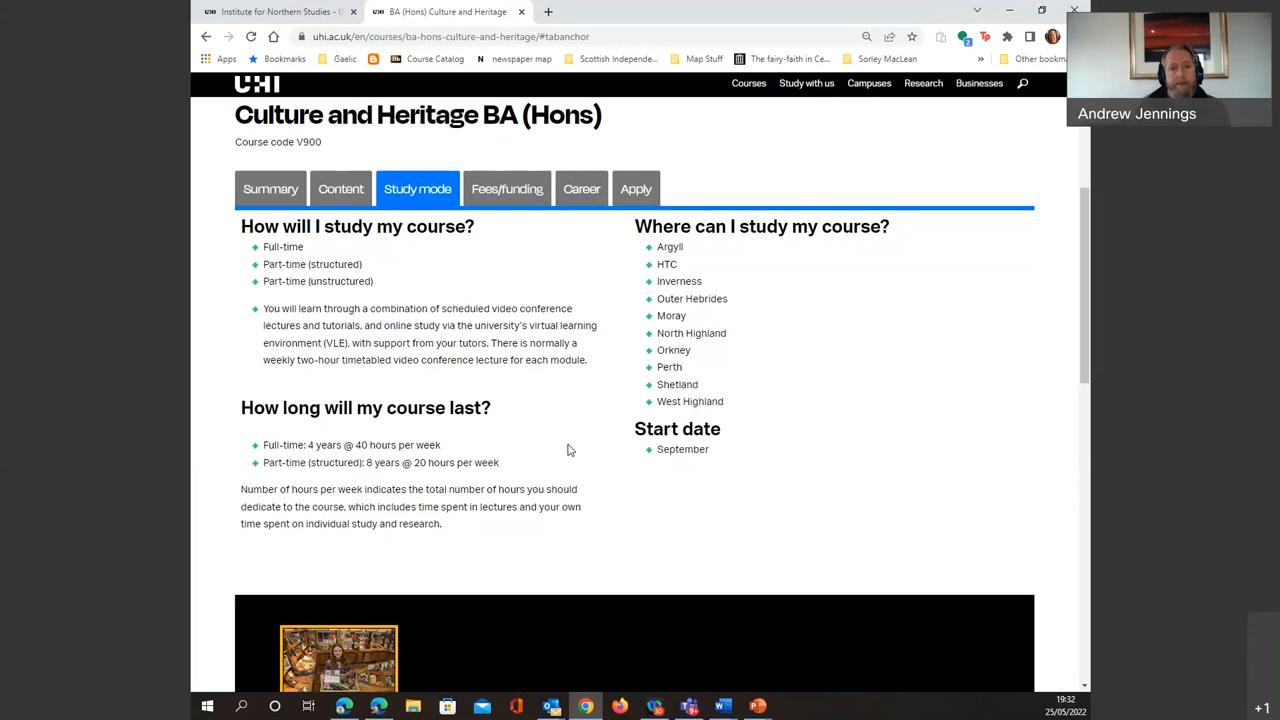 Institute for Northern Studies - U
BA (Hons) Culture and Heritage
uhi.ac.uk/en/courses/ba-hons-culture-and-heritage/#tabanchor
Apps
Bookmarks
Gaelic
Course Catalog
newspaper map
Scottish Independe...
Map Stuff
The fairy-faith in Ce...
Sorley MacLean
»
Other bookm
Andrew Jennings
UHI
Courses
Study with us
Campuses
Research
Businesses
Culture and Heritage BA (Hons)
Course code V900
Summary
Content
Study mode
Fees/funding
Career
Apply
How will I study my course?
Full-time
Part-time (structured)
Part-time (unstructured)
You will learn through a combination of scheduled video conference
lectures and tutorials, and online study via the university's virtual learning
environment (VLE), with support from your tutors. There is normally a
weekly two-hour timetabled video conference lecture for each module.
How long will my course last?
Full-time: 4 years @ 40 hours per week
Part-time (structured): 8 years @ 20 hours per week
Number of hours per week indicates the total number of hours you should
dedicate to the course, which includes time spent in lectures and your own
time spent on individual study and research.
Where can I study my course?
Argyll
HTC
Inverness
Outer Hebrides
Moray
North Highland
Orkney
Perth
Shetland
West Highland
Start date
September
19:32
25/05/2022
+1